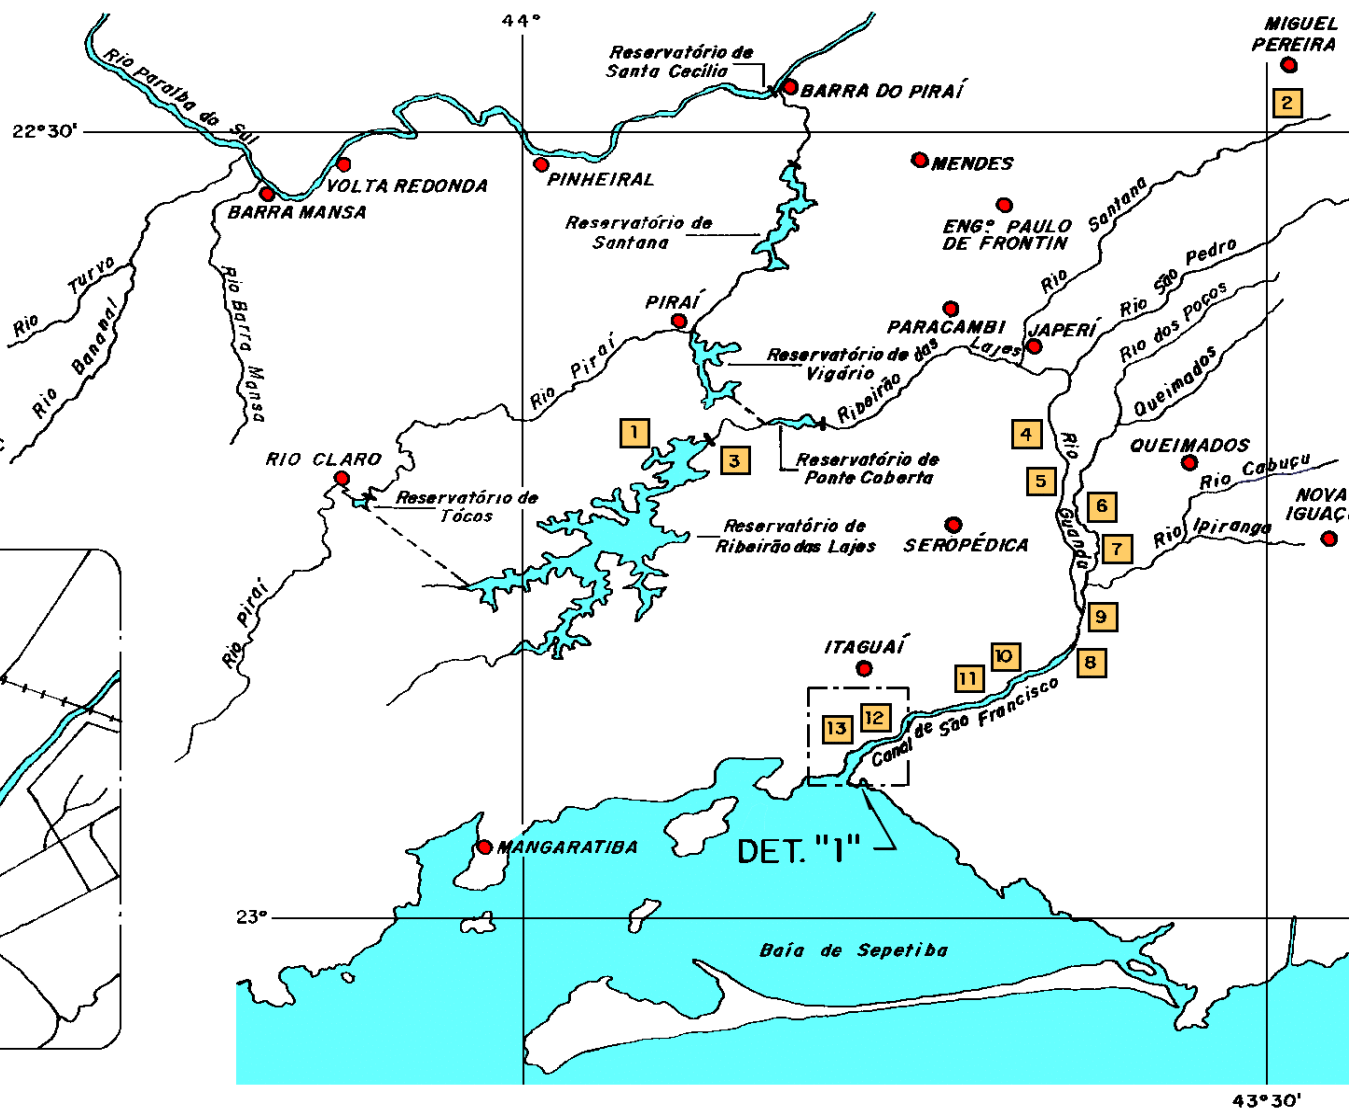 44°
MIGUEL
PEREIRA
2
Reservatório de
Santa Cecília
BARRA DO PIRAÍ
Rio Paraíba do Sul
22°30'
MENDES
VOLTA REDONDA
PINHEIRAL
BARRA MANSA
Reservatório de
Santana
ENGº PAULO
DE FRONTIN
Rio Santana
Rio São Pedro
Rio Turvo
Rio Bananal
Rio Barra Mansa
PIRAÍ
PARACAMBI
JAPERÍ
Rio dos Poços
Queimados
Reservatório de
Vigário
Ribeirão das Lajes
Rio Piraí
1
3
4
5
6
7
Reservatório de
Ponte Coberta
QUEIMADOS
Rio Cabuçu
RIO CLARO
Reservatório de
Tócos
Rio Guandu
NOVA
IGUAÇ
Rio Ipiranga
Reservatório de
Ribeirão das Lajes
SEROPÉDICA
Rio Piraí
9
8
10
11
ITAGUAÍ
12
13
Canal de São Francisco
DET. "1"
MANGARATIBA
23°
Baía de Sepetiba
43°30'